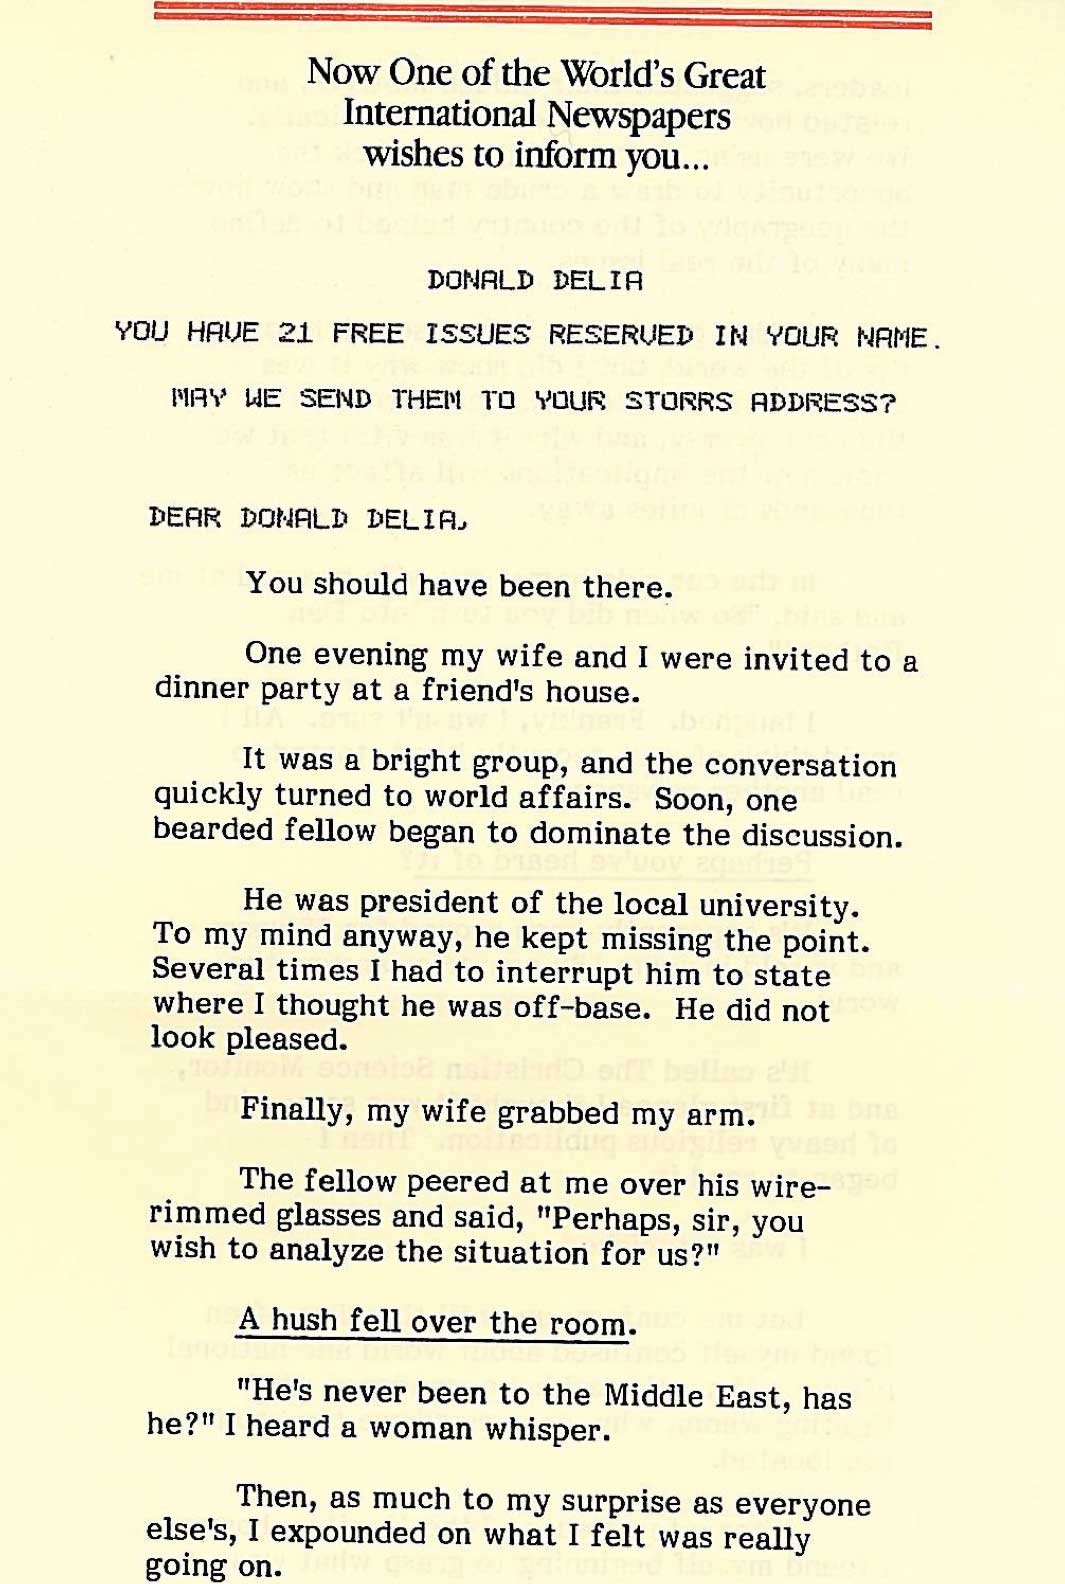 Now One of the World's Great
International Newspapers
wishes to inform you...
DONALD DELIA
YOU HAVE 21 FREE ISSUES RESERVED IN YOUR NAME.
MAY WE SEND THEM TO YOUR STORRS ADDRESS?
DEAR DONALD DELIA,
You should have been there.
One evening my wife and I were invited to a
dinner party at a friend's house.
It was a bright group, and the conversation
quickly turned to world affairs. Soon, one
bearded fellow began to dominate the discussion.
He was president of the local university.
To my mind anyway, he kept missing the point.
Several times I had to interrupt him to state
where I thought he was off-base. He did not
look pleased.
Finally, my wife grabbed my arm.
The fellow peered at me over his wire-
rimmed glasses and said, "Perhaps, sir, you
wish to analyze the situation for us?"
A hush fell over the room.
"He's never been to the Middle East, has
he?" I heard a woman whisper.
Then, as much to my surprise as everyone
else's, I expounded on what I felt was really
going on.